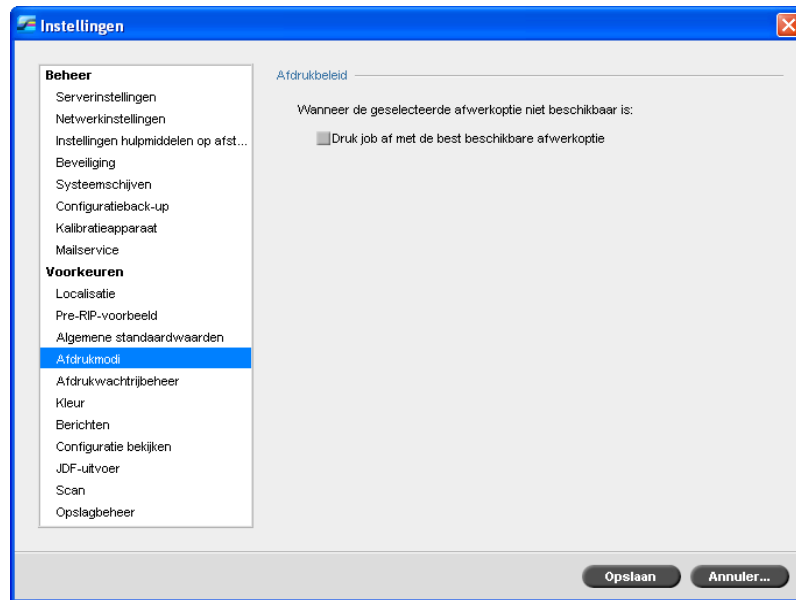 Instellingen
Beheer
Serverinstellingen
Netwerkinstellingen
Instellingen hulpmiddelen op afst...
Beveiliging
Systeemschijven
Configuratieback-up
Kalibratieapparaat
Mailservice
Voorkeuren
Localisatie
Pre-RIP-voorbeeld
Algemene standaardwaarden
Afdrukmodi
Afdrukwachtrijbeheer
Kleur
Berichten
Configuratie bekijken
JDF-uitvoer
Scan
Opslagbeheer
Afdrukbeleid
Wanneer de geselecteerde afwerkoptie niet beschikbaar is:
Druk job af met de best beschikbare afwerkoptie
Opslaan
Annuler...